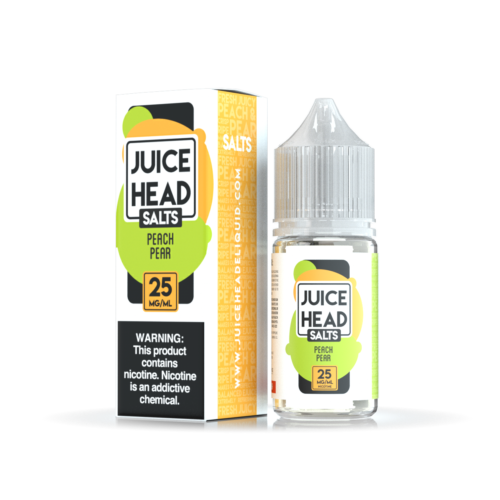 JUICE
HEAD
SALTS
PEACH
PEAR
25
MG/ML
WARNING:
This product
contains
nicotine. Nicotine
is an addictive
chemical.
SALTS
WWW.JUICEHEADELIQUID.COM
JUICE
HEAD
SALTS
PEACH
PEAR
25
MG/ML